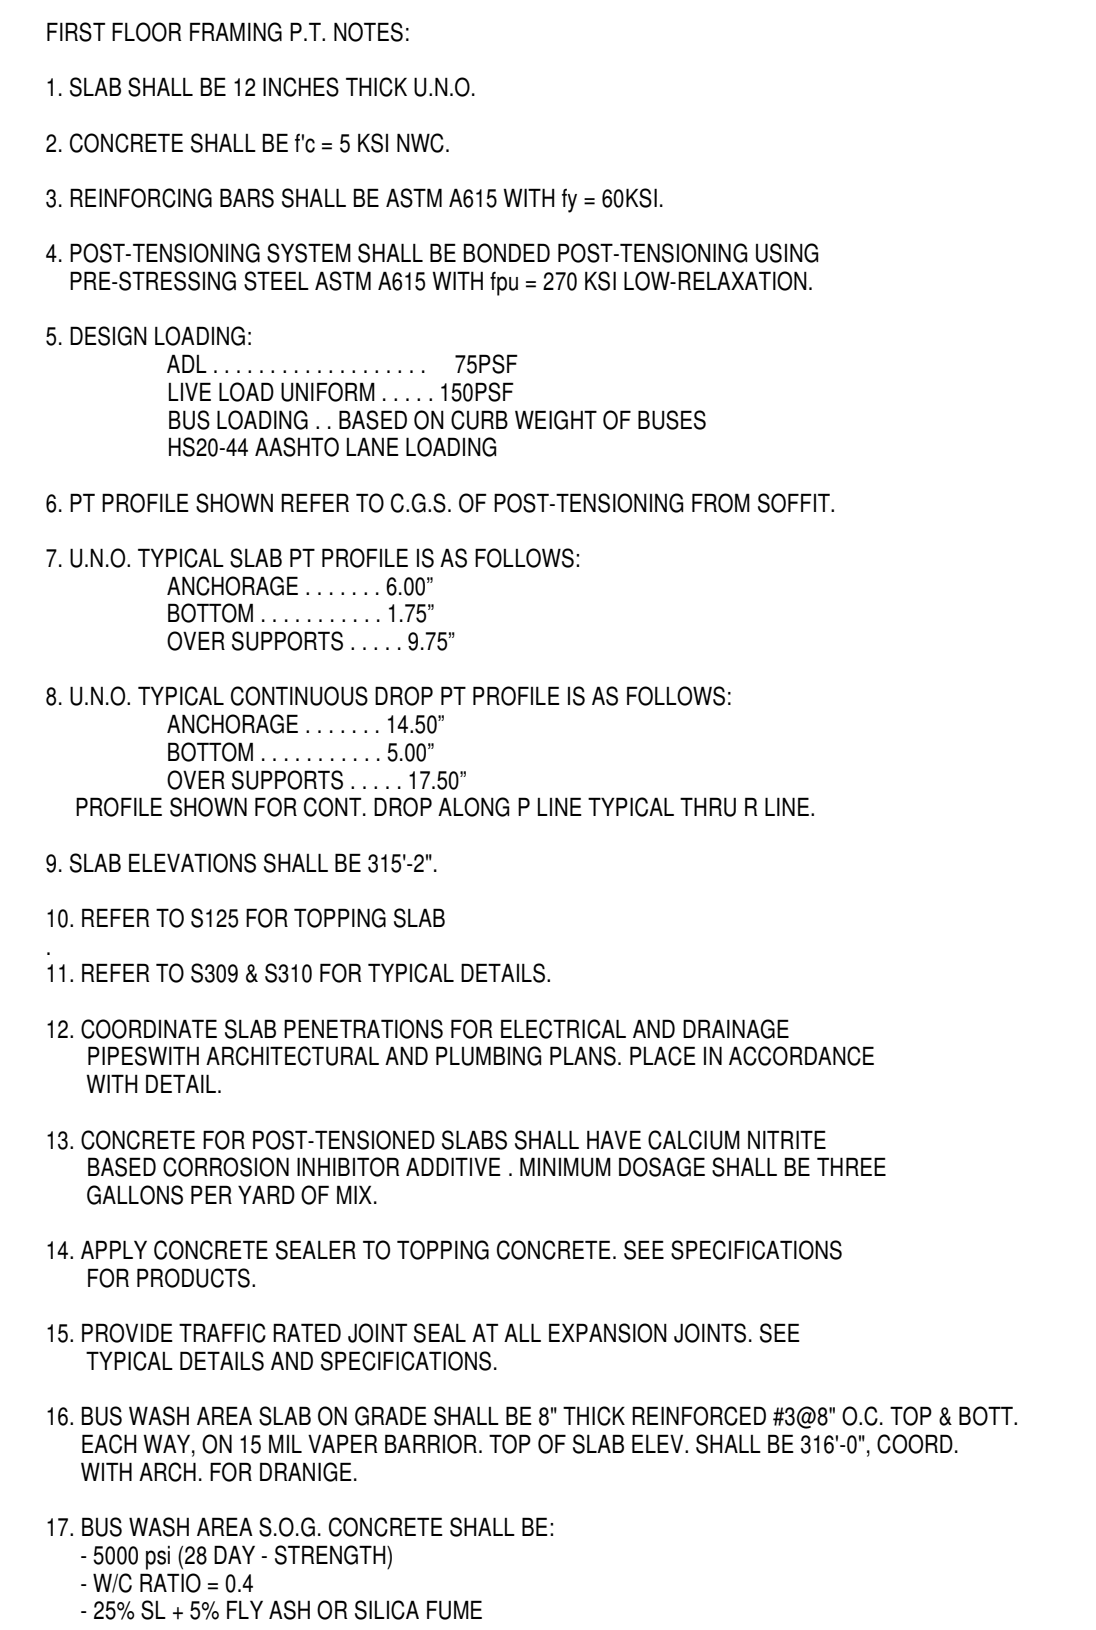 FIRST FLOOR FRAMING P.T. NOTES:
1. SLAB SHALL BE 12 INCHES THICK U.N.O.
2. CONCRETE SHALL BE f'c = 5 KSI NWC.
3. REINFORCING BARS SHALL BE ASTM A615 WITH fy = 60KSI.
4. POST-TENSIONING SYSTEM SHALL BE BONDED POST-TENSIONING USING
PRE-STRESSING STEEL ASTM A615 WITH fpu = 270 KSI LOW-RELAXATION.
5. DESIGN LOADING:
ADL . . . . . . . . . . . . . . . . . . . 75PSF
LIVE LOAD UNIFORM . . . . . 150PSF
BUS LOADING . . BASED ON CURB WEIGHT OF BUSES
HS20-44 AASHTO LANE LOADING
6. PT PROFILE SHOWN REFER TO C.G.S. OF POST-TENSIONING FROM SOFFIT.
7. U.N.O. TYPICAL SLAB PT PROFILE IS AS FOLLOWS:
ANCHORAGE . . . . . . . 6.00”
BOTTOM . . . . . . . . . . . 1.75”
OVER SUPPORTS . . . . . 9.75”
8. U.N.O. TYPICAL CONTINUOUS DROP PT PROFILE IS AS FOLLOWS:
ANCHORAGE . . . . . . . 14.50”
BOTTOM . . . . . . . . . . . 5.00”
OVER SUPPORTS . . . . . 17.50”
PROFILE SHOWN FOR CONT. DROP ALONG P LINE TYPICAL THRU R LINE.
9. SLAB ELEVATIONS SHALL BE 315'-2".
10. REFER TO S125 FOR TOPPING SLAB
.
11. REFER TO S309 & S310 FOR TYPICAL DETAILS.
12. COORDINATE SLAB PENETRATIONS FOR ELECTRICAL AND DRAINAGE
PIPESWITH ARCHITECTURAL AND PLUMBING PLANS. PLACE IN ACCORDANCE
WITH DETAIL.
13. CONCRETE FOR POST-TENSIONED SLABS SHALL HAVE CALCIUM NITRITE
BASED CORROSION INHIBITOR ADDITIVE . MINIMUM DOSAGE SHALL BE THREE
GALLONS PER YARD OF MIX.
14. APPLY CONCRETE SEALER TO TOPPING CONCRETE. SEE SPECIFICATIONS
FOR PRODUCTS.
15. PROVIDE TRAFFIC RATED JOINT SEAL AT ALL EXPANSION JOINTS. SEE
TYPICAL DETAILS AND SPECIFICATIONS.
16. BUS WASH AREA SLAB ON GRADE SHALL BE 8" THICK REINFORCED #3@8" O.C. TOP & BOTT.
EACH WAY, ON 15 MIL VAPER BARRIOR. TOP OF SLAB ELEV. SHALL BE 316'-0", COORD.
WITH ARCH. FOR DRANIGE.
17. BUS WASH AREA S.O.G. CONCRETE SHALL BE:
- 5000 psi (28 DAY - STRENGTH)
- W/C RATIO = 0.4
- 25% SL + 5% FLY ASH OR SILICA FUME